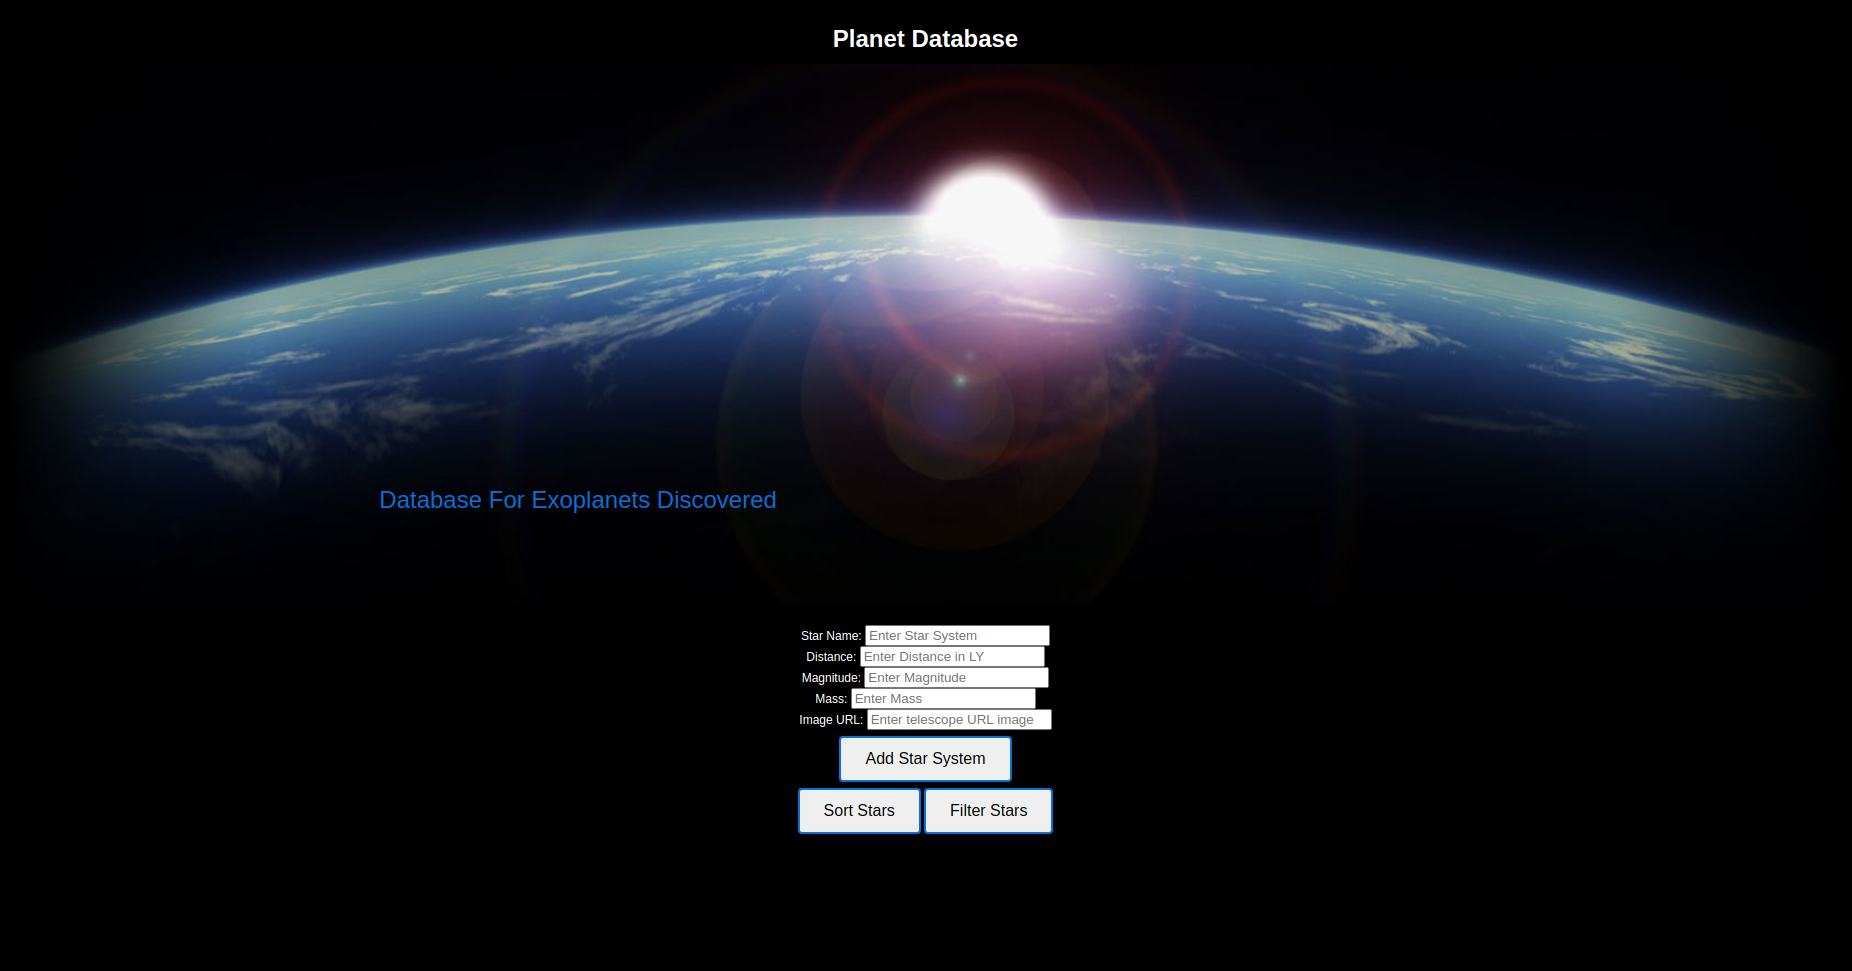 Planet Database
Database For Exoplanets Discovered
Star Name: Enter Star System
Distance: Enter Distance in LY
Magnitude: Enter Magnitude
Mass: Enter Mass
Image URL: Enter telescope URL image
Add Star System
Sort Stars Filter Stars